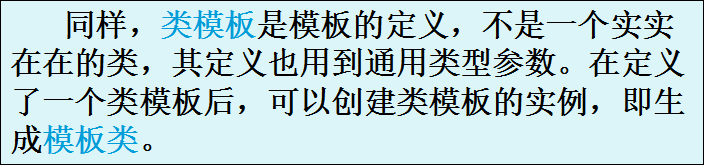 同样，类模板是模板的定义，不是一个实实
在在的类，其定义也用到通用类型参数。在定义
了一个类模板后，可以创建类模板的实例，即生
成模板类。